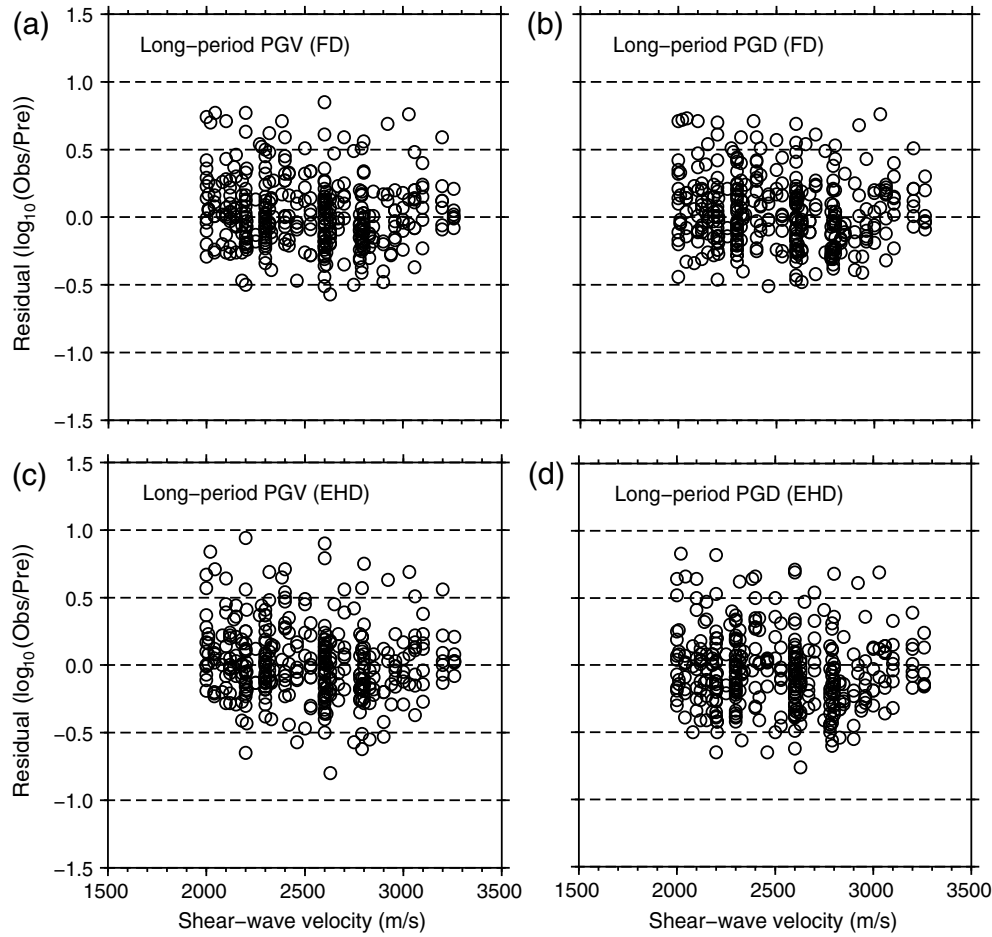 (a)
Long−period PGV (FD)
1.5
1.0
0.5
0.0
−0.5
−1.0
−1.5
Residual (log10(Obs/Pre))
(b)
Long−period PGD (FD)
(c)
Long−period PGV (EHD)
1.5
1.0
0.5
0.0
−0.5
−1.0
−1.5
Residual (log10(Obs/Pre))
1500 2000 2500 3000 3500
Shear−wave velocity (m/s)
(d)
Long−period PGD (EHD)
1500 2000 2500 3000 3500
Shear−wave velocity (m/s)